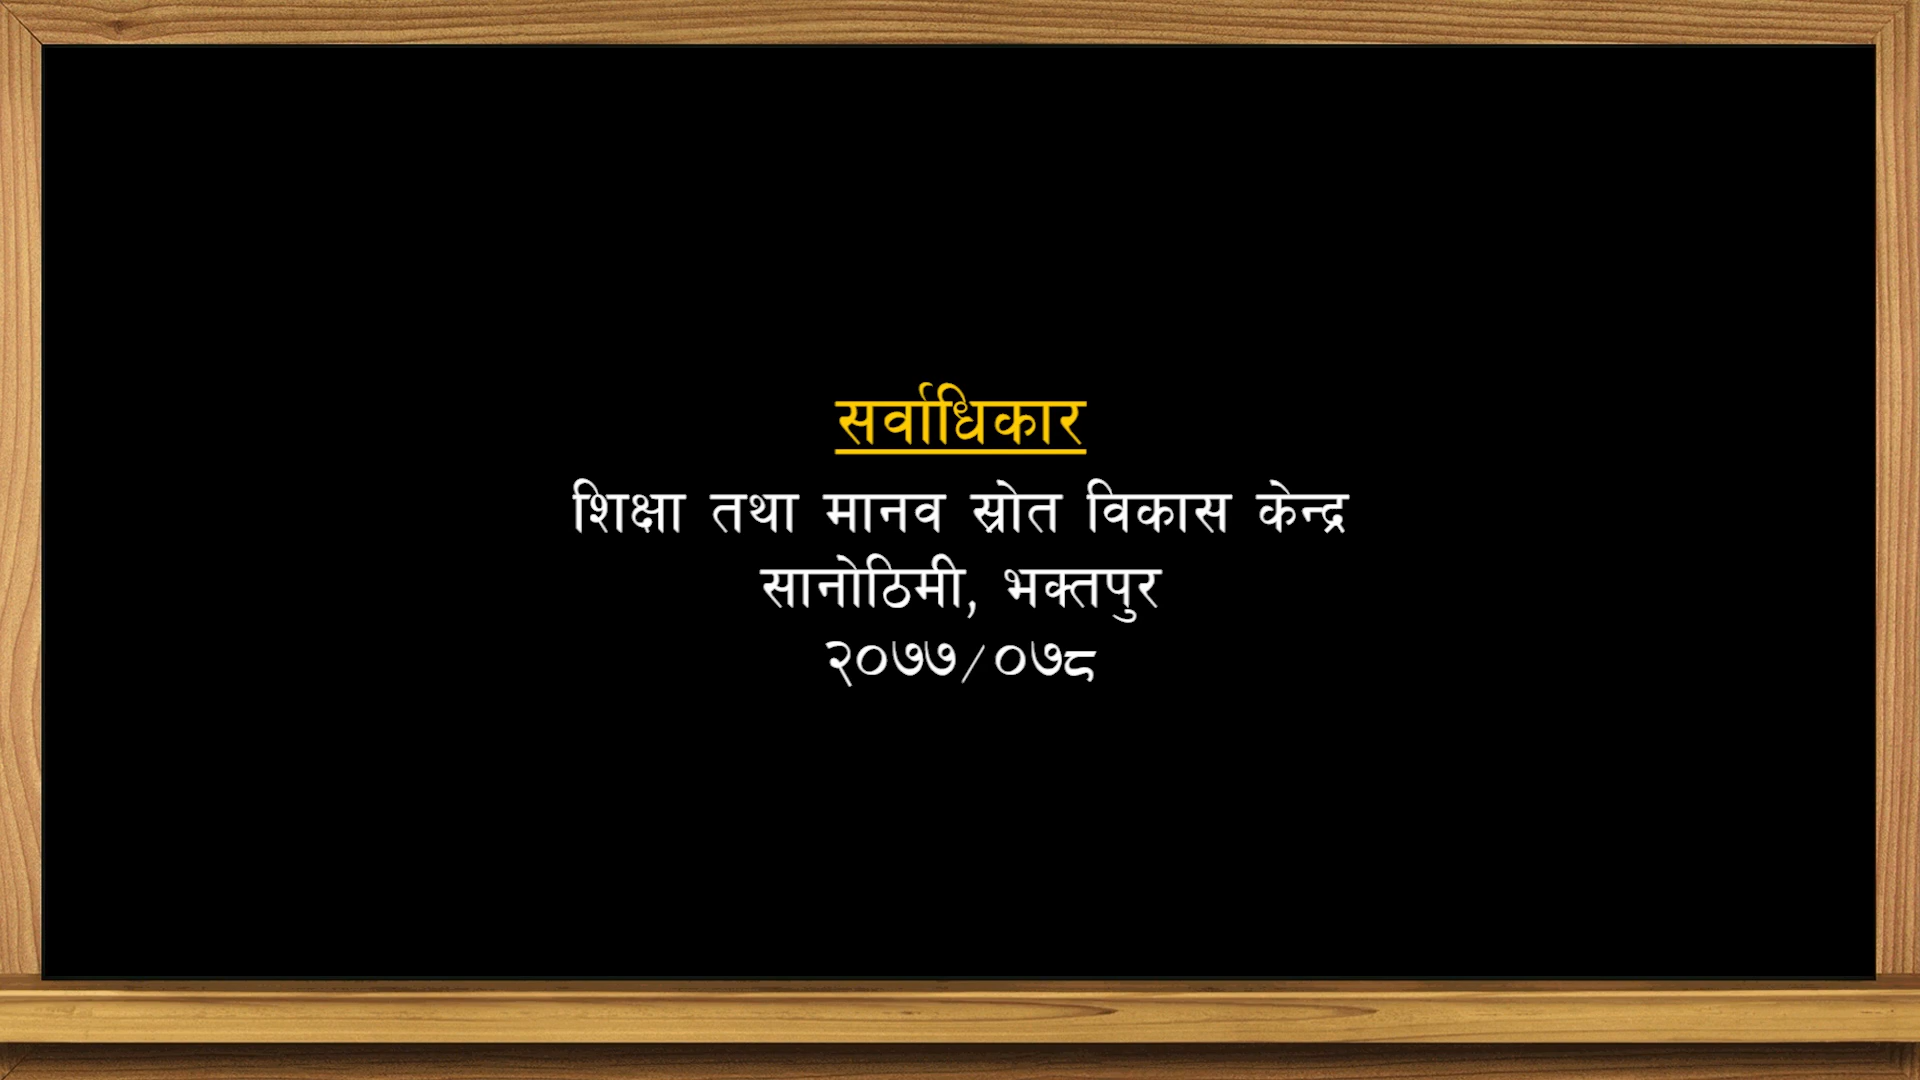 सर्वाधिकार
शिक्षा तथा मानव स्रोत विकास केन्द्र
सानोठिमी, भक्तपुर
२०७७/०७८